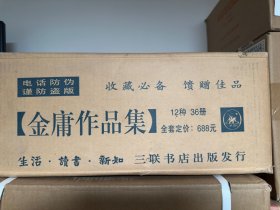 电话防伪
谨防盗版
收藏必备 馈赠佳品
【金庸作品集】
12种 36册
全套定价：688元
生活·讀書·新知 三联书店出版发行